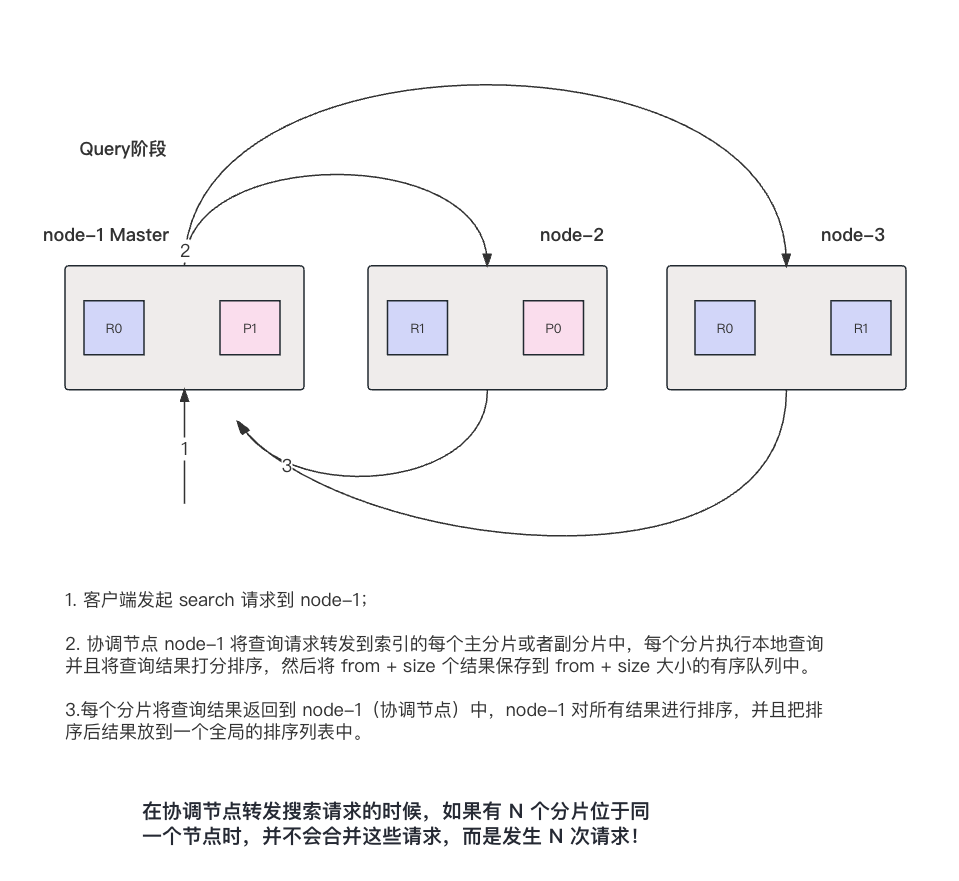 Query阶段
node-1 Master
node-2
node-3
2
R0
P1
R1
P0
R0
R1
1
3
1. 客户端发起 search 请求到 node-1；
2. 协调节点 node-1 将查询请求转发到索引的每个主分片或者副分片中，每个分片执行本地查询
并且将查询结果打分排序，然后将 from + size 个结果保存到 from + size 大小的有序队列中。
3.每个分片将查询结果返回到 node-1（协调节点）中，node-1 对所有结果进行排序，并且把排
序后结果放到一个全局的排序列表中。
在协调节点转发搜索请求的时候，如果有 N 个分片位于同
一个节点时，并不会合并这些请求，而是发生 N 次请求！